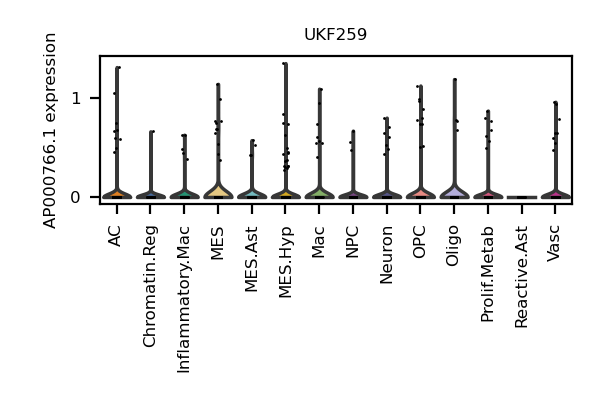 UKF259
AP000766.1 expression
1
0
AC
Chromatin.Reg
Inflammatory.Mac
MES
MES.Ast
MES.Hyp
Mac
NPC
Neuron
OPC
Oligo
Prolif.Metab
Reactive.Ast
Vasc